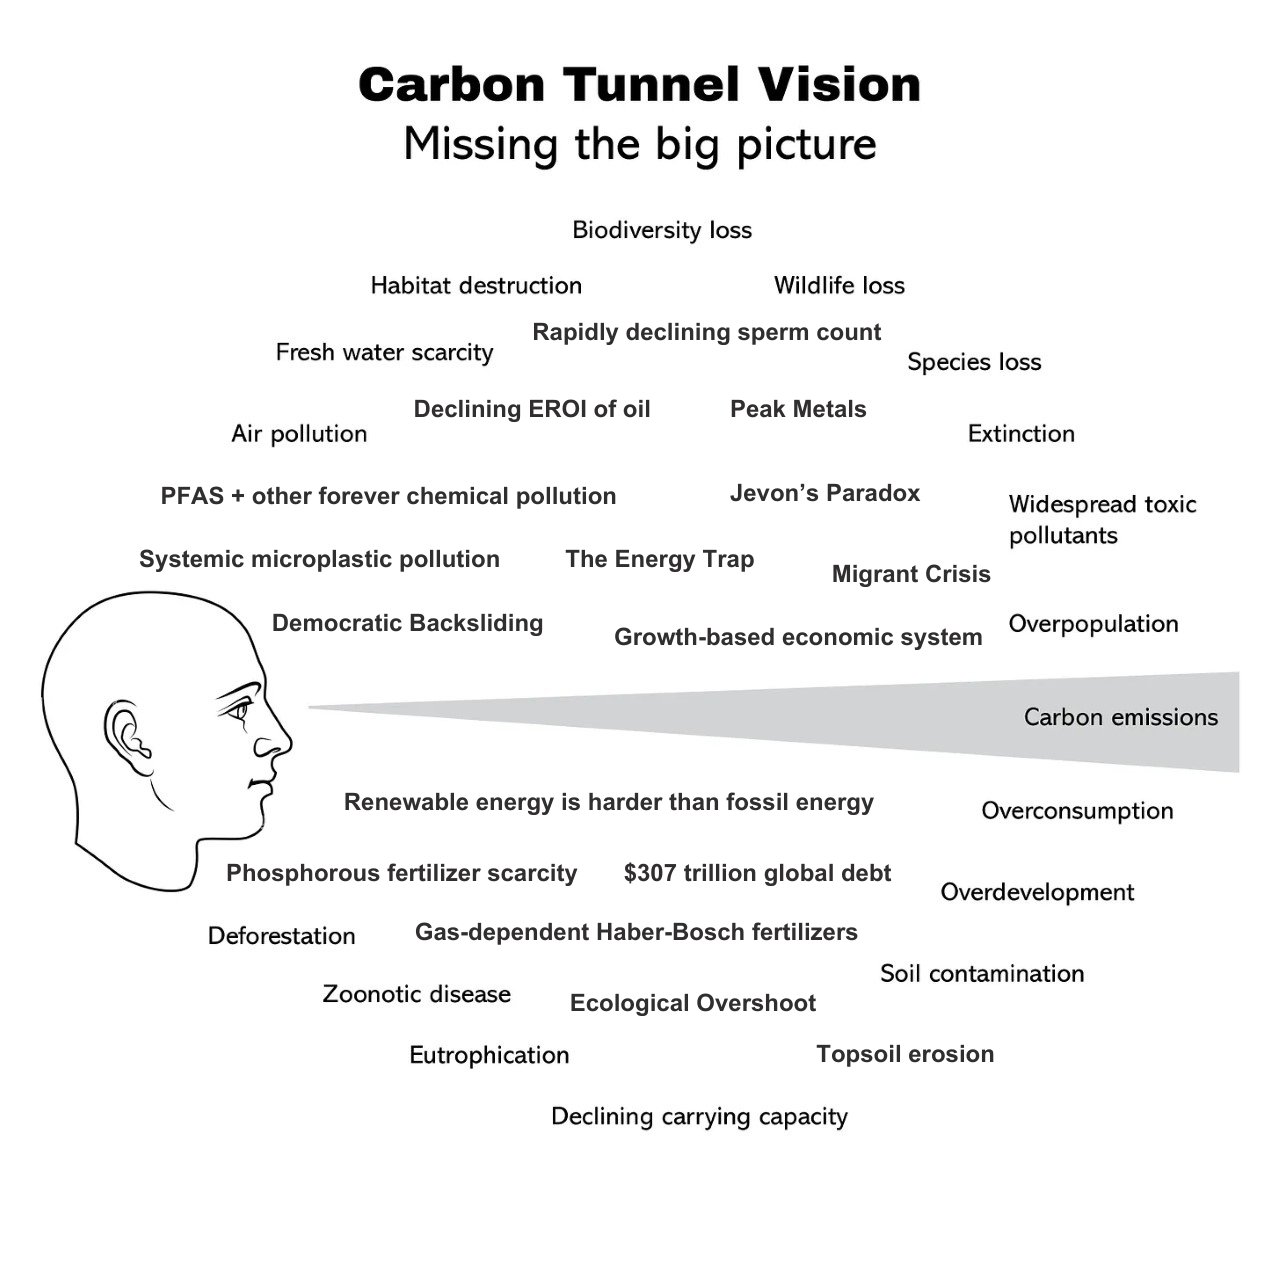 Carbon Tunnel Vision
Missing the big picture
Biodiversity loss
Habitat destruction
Wildlife loss
Rapidly declining sperm count
Fresh water scarcity
Species loss
Declining EROI of oil
Peak Metals
Air pollution
Extinction
PFAS + other forever chemical pollution
Jevon’s Paradox
Widespread toxic
pollutants
Systemic microplastic pollution
The Energy Trap
Migrant Crisis
Democratic Backsliding
Growth-based economic system
Overpopulation
Carbon emissions
Renewable energy is harder than fossil energy
Overconsumption
Phosphorous fertilizer scarcity
$307 trillion global debt
Overdevelopment
Deforestation
Gas-dependent Haber-Bosch fertilizers
Soil contamination
Zoonotic disease
Ecological Overshoot
Eutrophication
Topsoil erosion
Declining carrying capacity